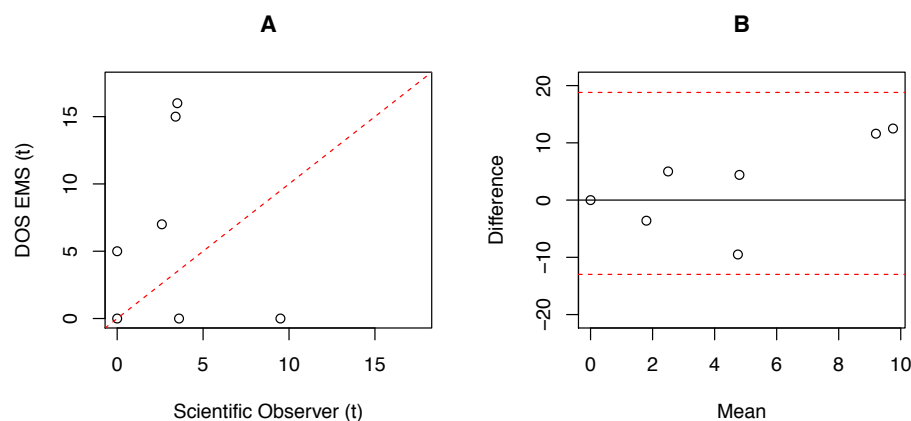 A
DOS EMS (t)
15
10
5
0
0 5 10 15
Scientific Observer (t)
B
Difference
20
10
0
−10
−20
0 2 4 6 8 10
Mean